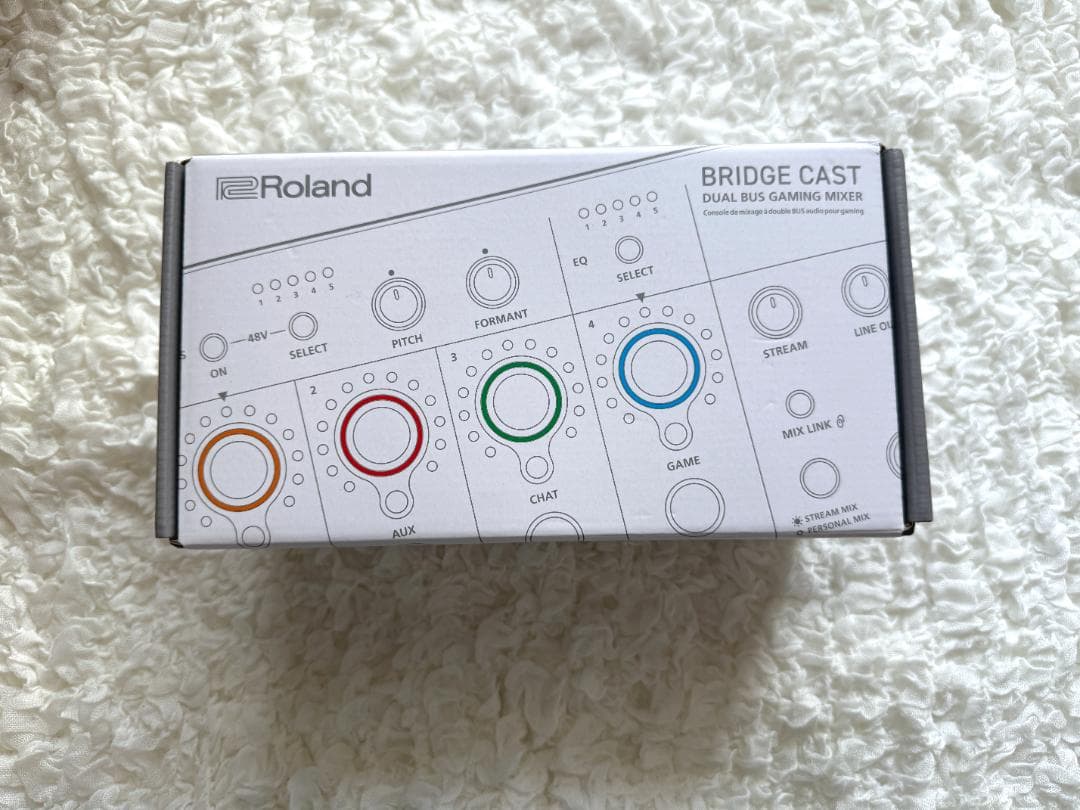 Roland
BRIDGE CAST
DUAL BUS GAMING MIXER
Console de mixage à double BUS audio pour gaming
1 2 3 4 5
EQ
SELECT
1 2 3 4 5
S
ON
48V
SELECT
PITCH
FORMANT
STREAM
LINE OU
2
AUX
3
CHAT
4
GAME
MIX LINK
STREAM MIX
PERSONAL MIX